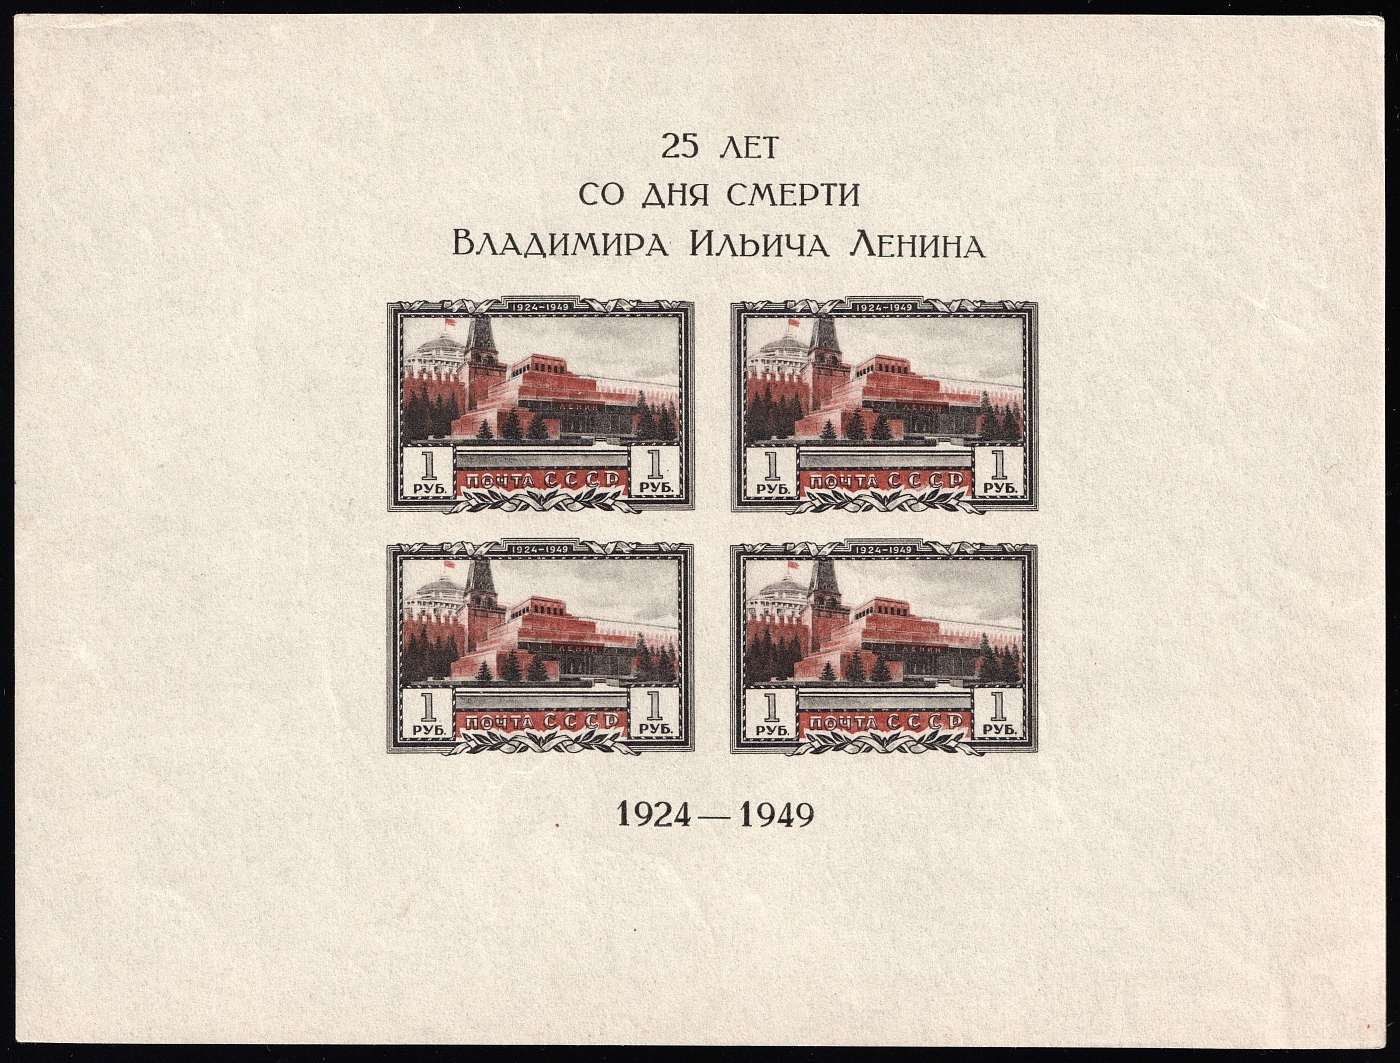 25 ЛЕТ
СО ДНЯ СМЕРТИ
ВЛАДИМИРА ИЛЬИЧА ЛЕНИНА
1924-1949
ЛЕНИН
1 РУБ.
ПОЧТА СССР
1 РУБ.
1924-1949
ЛЕНИН
1 РУБ.
ПОЧТА СССР
1 РУБ.
1924-1949
ЛЕНИН
1 РУБ.
ПОЧТА СССР
1 РУБ.
1924-1949
ЛЕНИН
1 РУБ.
ПОЧТА СССР
1 РУБ.
1924—1949